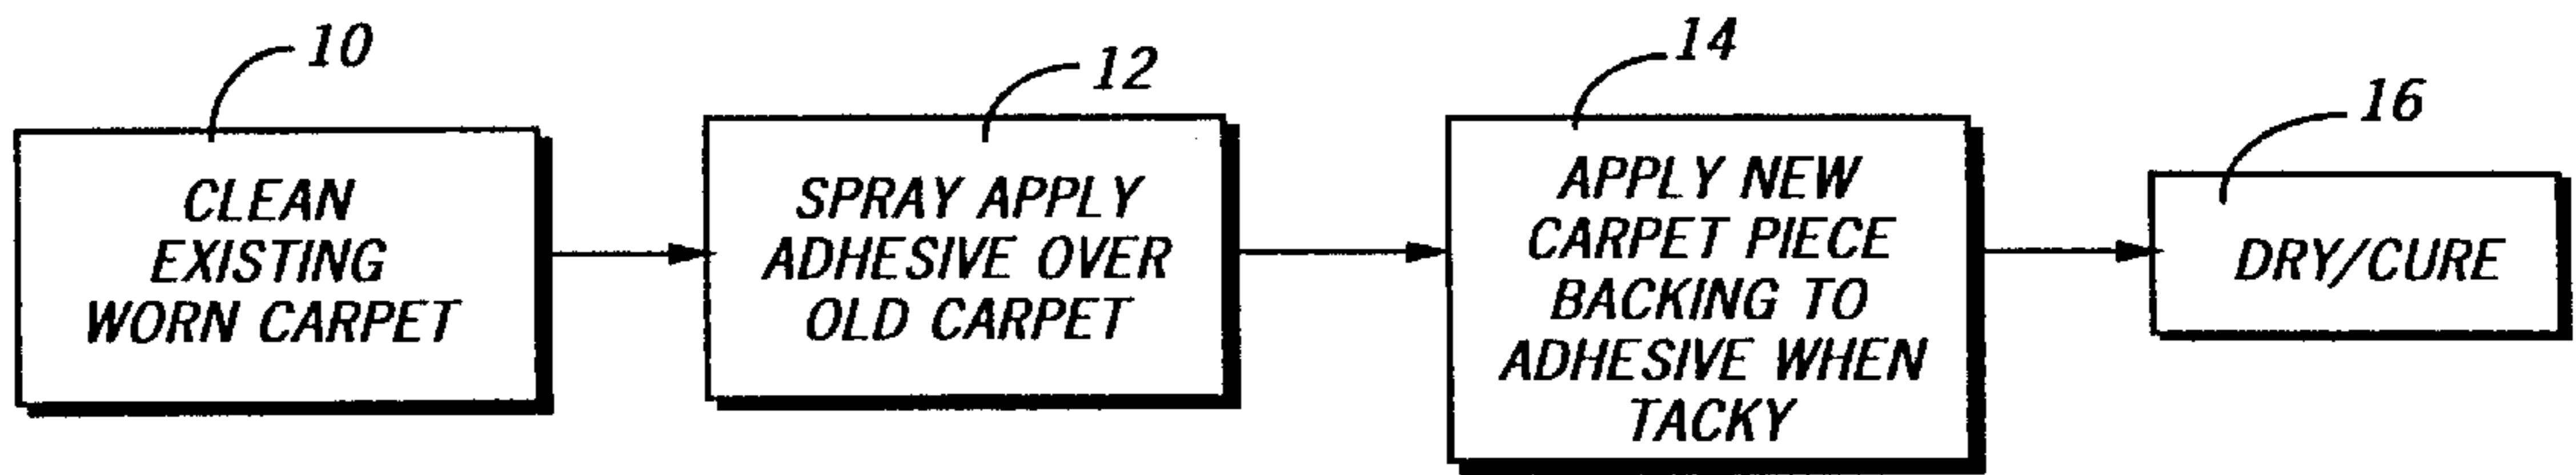 10
CLEAN
EXISTING
WORN CARPET
12
SPRAY APPLY
ADHESIVE OVER
OLD CARPET
14
APPLY NEW
CARPET PIECE
BACKING TO
ADHESIVE WHEN
TACKY
16
DRY/CURE